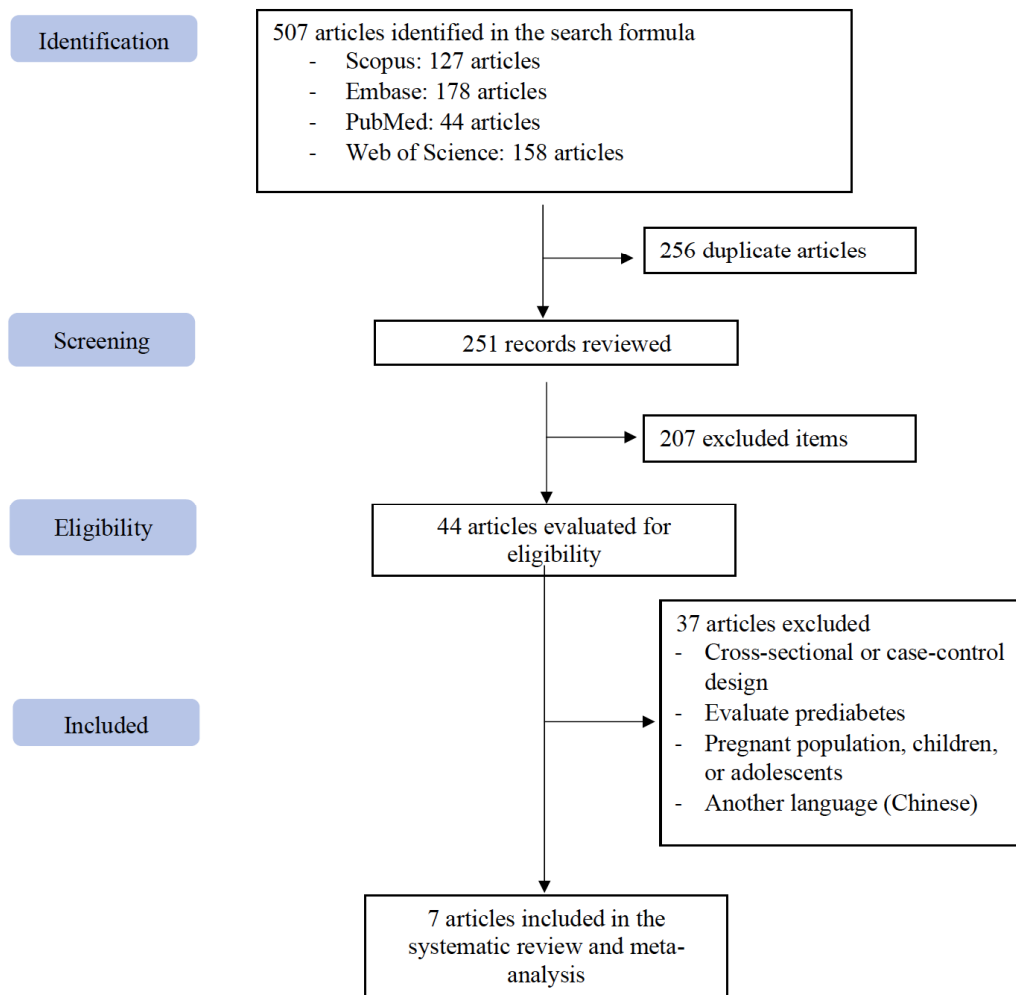 Identification
507 articles identified in the search formula
- Scopus: 127 articles
- Embase: 178 articles
- PubMed: 44 articles
- Web of Science: 158 articles
256 duplicate articles
Screening
251 records reviewed
207 excluded items
Eligibility
44 articles evaluated for
eligibility
37 articles excluded
- Cross-sectional or case-control
design
- Evaluate prediabetes
- Pregnant population, children,
or adolescents
- Another language (Chinese)
Included
7 articles included in the
systematic review and meta-
analysis